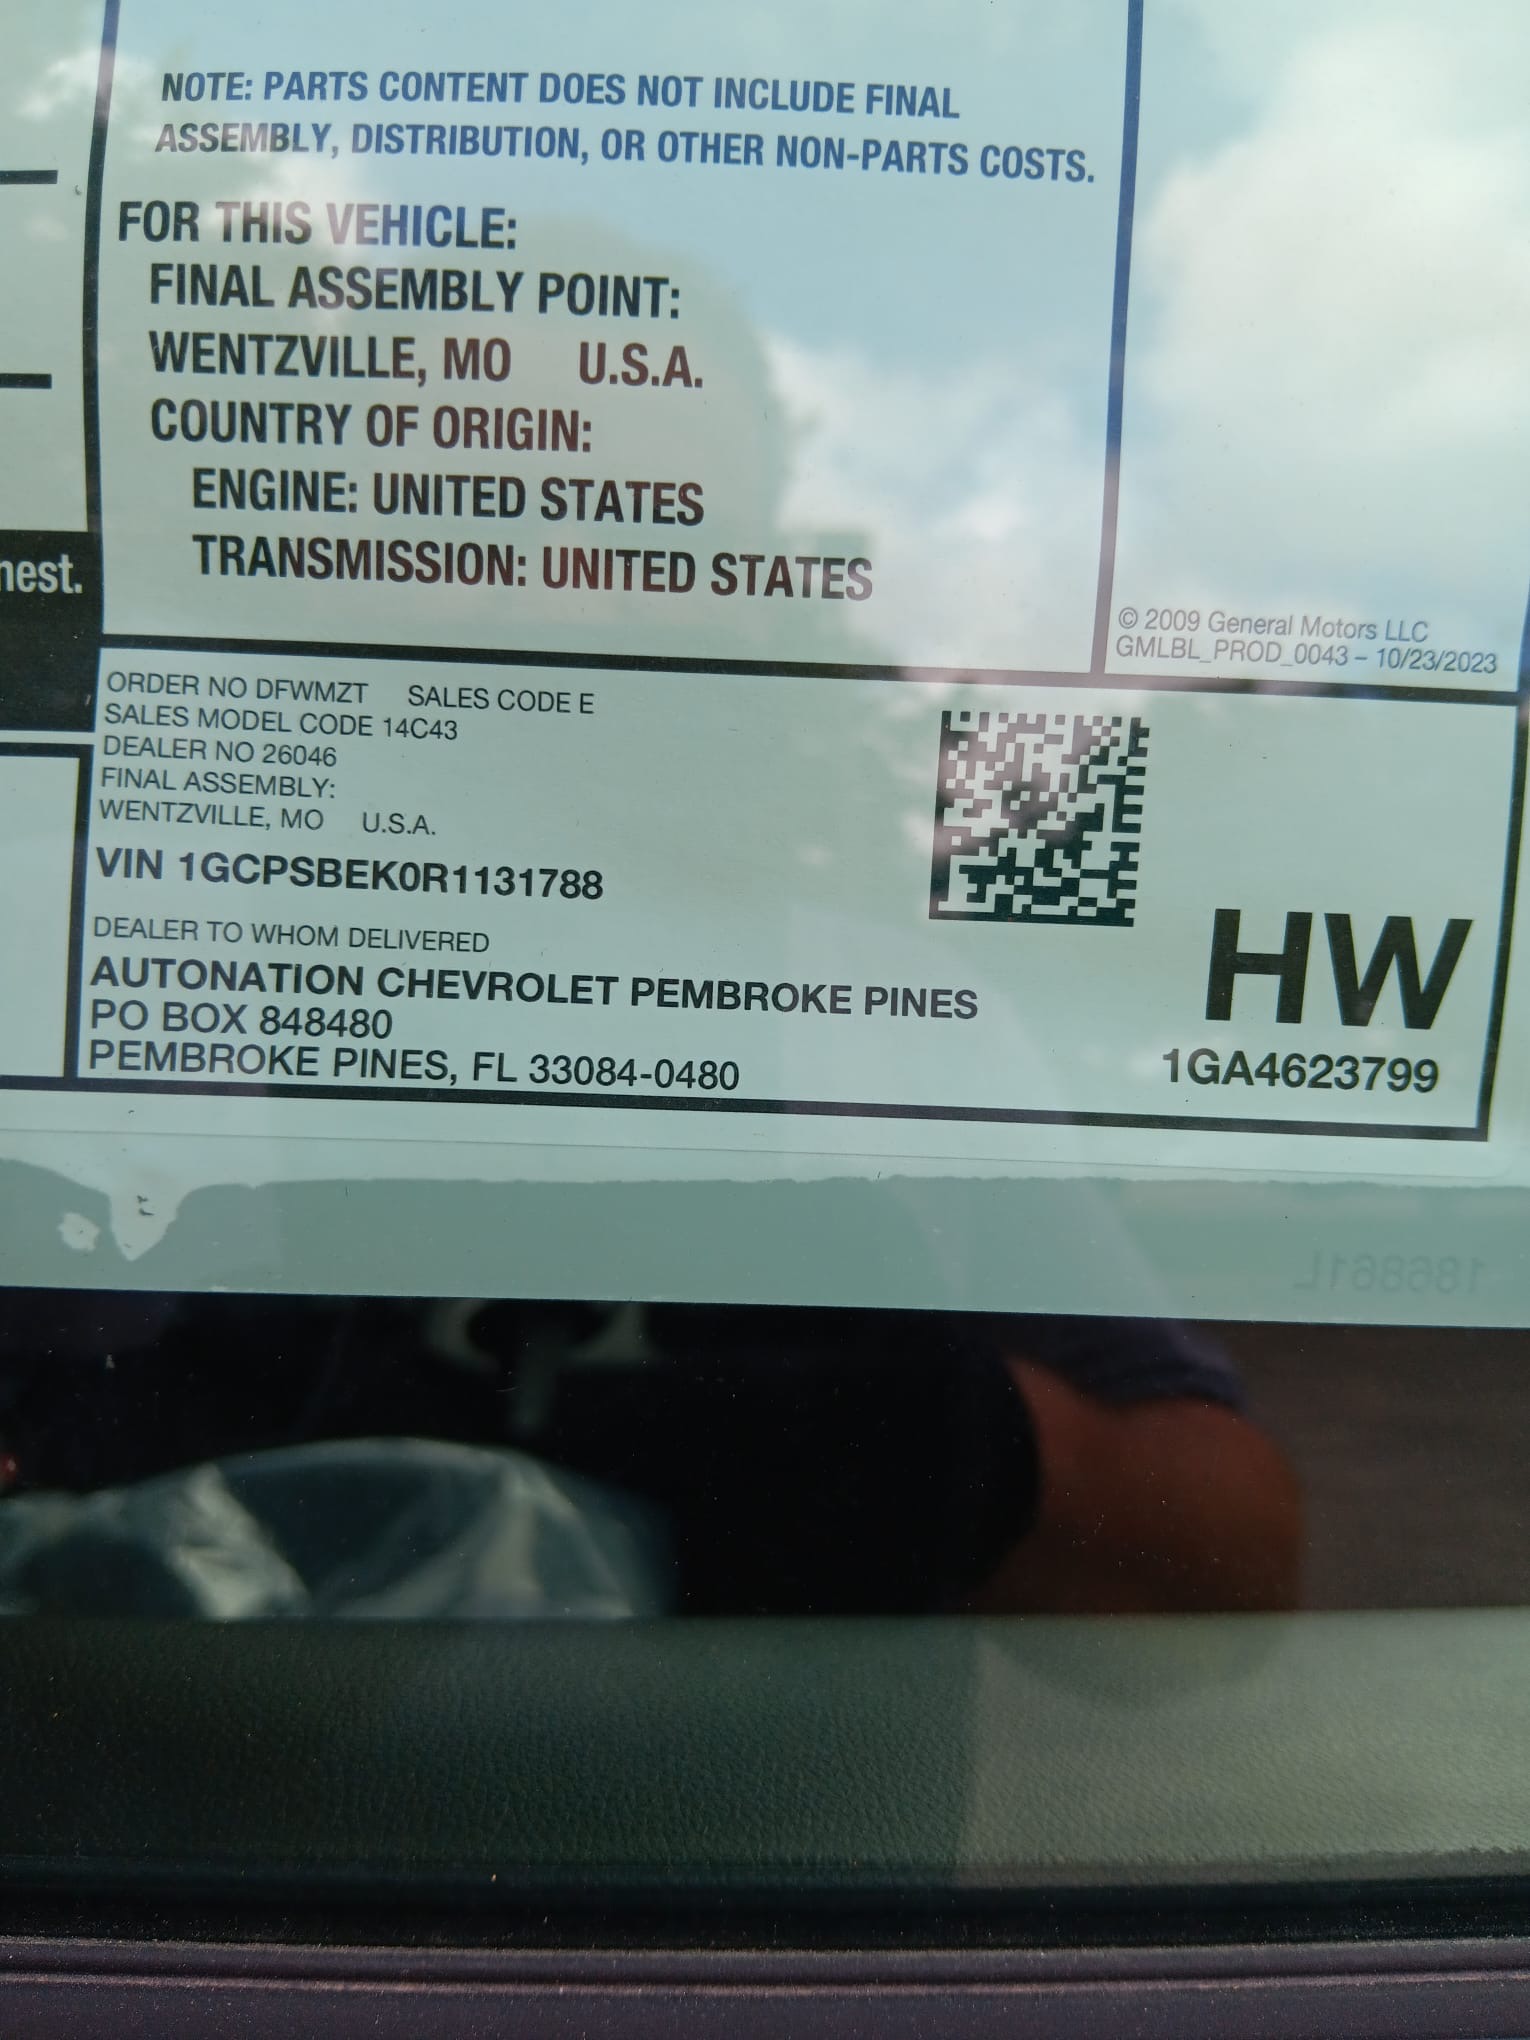 NOTE: PARTS CONTENT DOES NOT INCLUDE FINAL
ASSEMBLY, DISTRIBUTION, OR OTHER NON-PARTS COSTS.
FOR THIS VEHICLE:
FINAL ASSEMBLY POINT:
WENTZVILLE, MO U.S.A.
COUNTRY OF ORIGIN:
ENGINE: UNITED STATES
TRANSMISSION: UNITED STATES
nest.
© 2009 General Motors LLC
GMLBL_PROD_0043 – 10/23/2023
ORDER NO DFWMZT SALES CODE E
SALES MODEL CODE 14C43
DEALER NO 26046
FINAL ASSEMBLY:
WENTZVILLE, MO U.S.A.
VIN 1GCPSBEK0R1131788
DEALER TO WHOM DELIVERED
AUTONATION CHEVROLET PEMBROKE PINES
PO BOX 848480
PEMBROKE PINES, FL 33084-0480
HW
1GA4623799